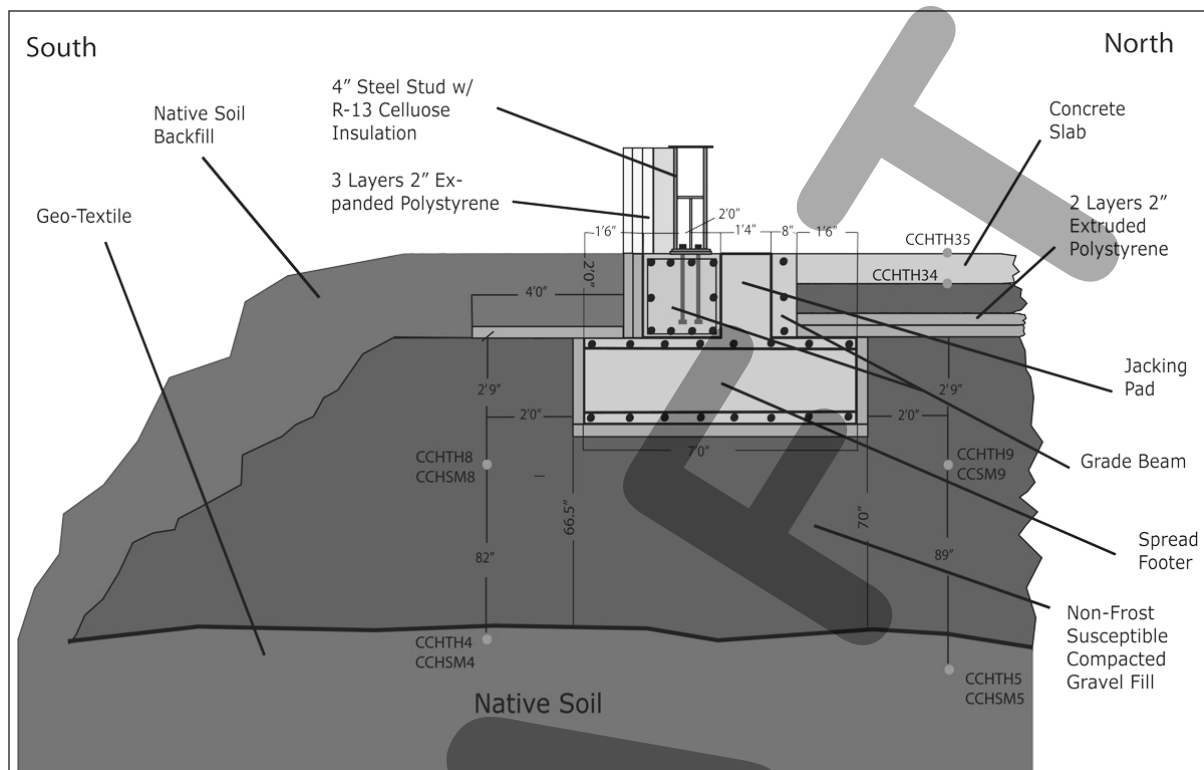 South
North
4” Steel Stud w/
R-13 Celluose
Insulation
Native Soil
Backfill
Concrete
Slab
3 Layers 2” Ex-
panded Polystyrene
Geo-Textile
2 Layers 2”
Extruded
Polystyrene
2’0”
1’6”
1’4”
8”
1’6”
CCHTH35
CCHTH34
2’0”
4’0”
Jacking
Pad
2’9”
2’9”
2’0”
2’0”
7’0”
CCHTH8
CCHSM8
CCHTH9
CCSM9
Grade Beam
66.5”
70”
82”
89”
Spread
Footer
Non-Frost
Susceptible
Compacted
Gravel Fill
CCHTH4
CCHSM4
CCHTH5
CCHSM5
Native Soil